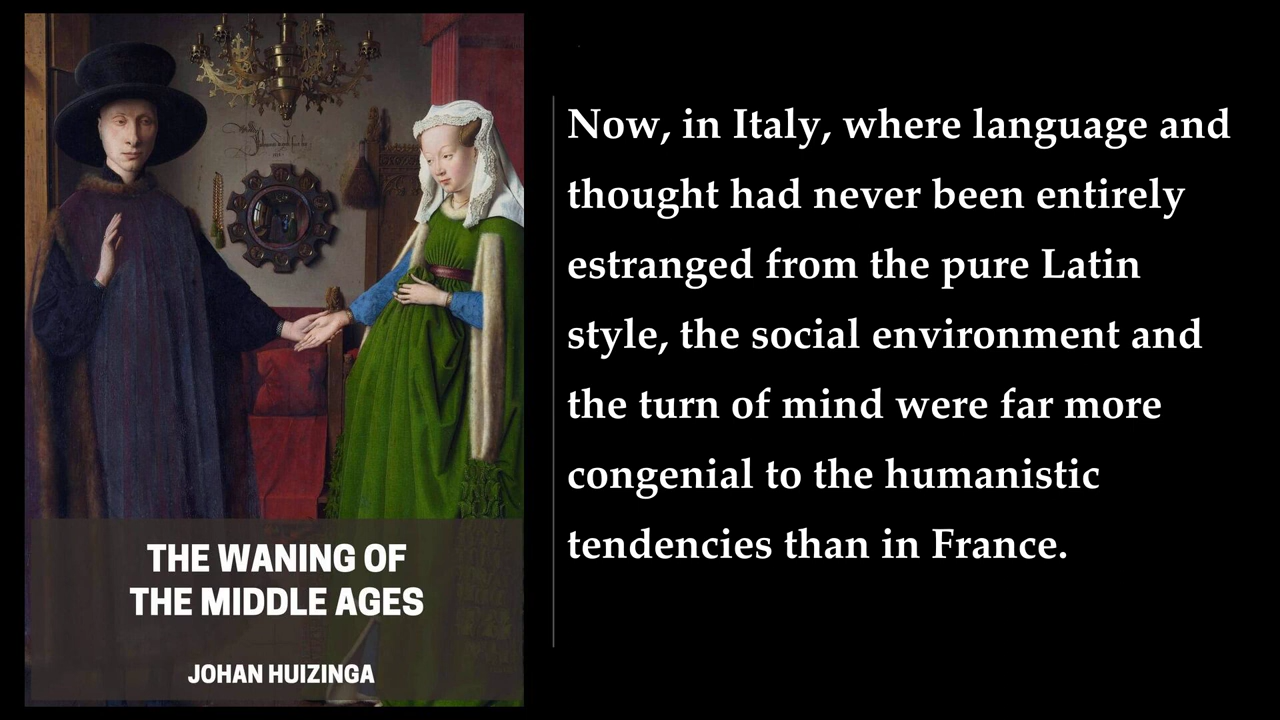 THE WANING OF
THE MIDDLE AGES
JOHAN HUIZINGA
Now, in Italy, where language and
thought had never been entirely
estranged from the pure Latin
style, the social environment and
the turn of mind were far more
congenial to the humanistic
tendencies than in France.